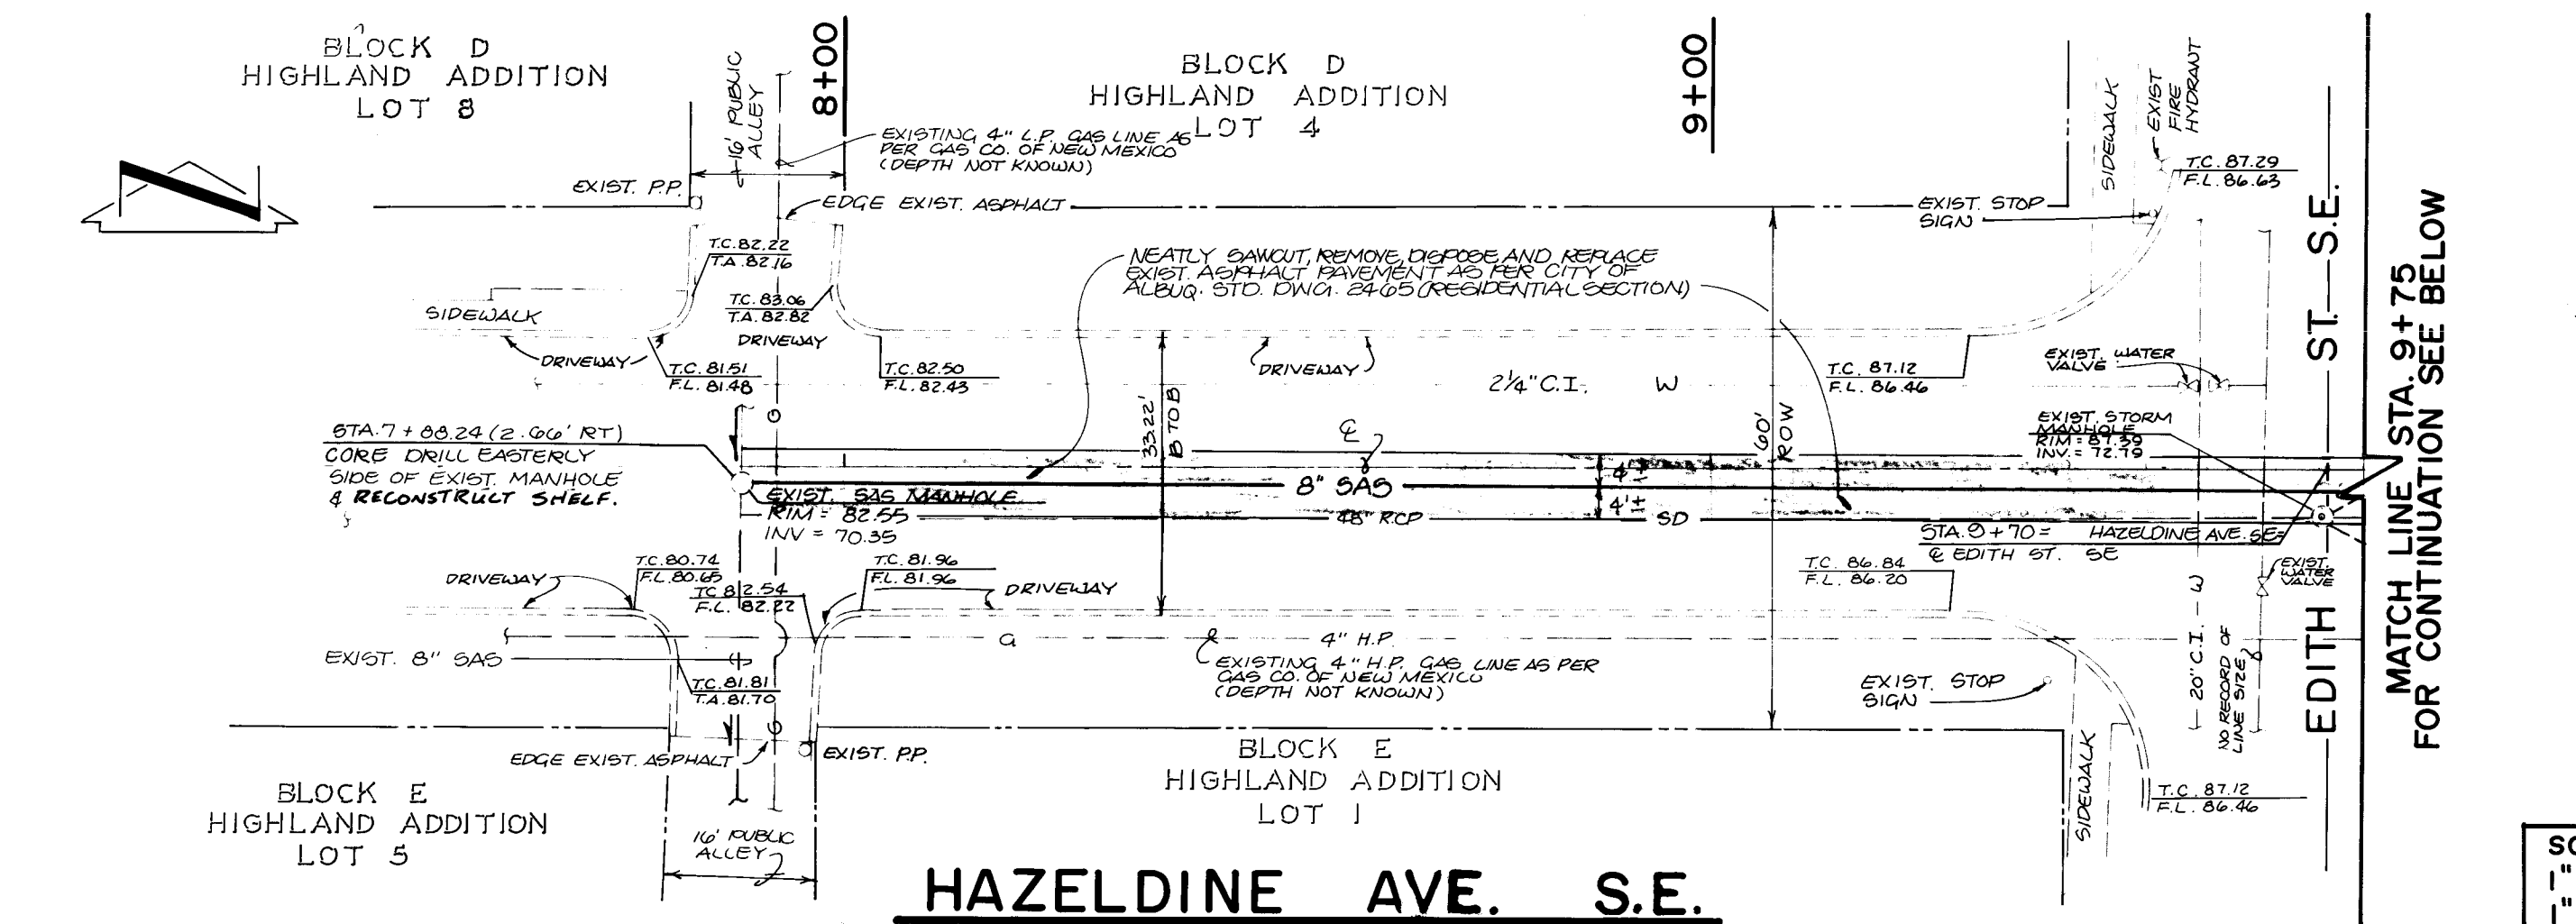 BLOCK D
HIGHLAND ADDITION
LOT 8
16' PUBLIC
ALLEY
8+00
BLOCK D
HIGHLAND ADDITION
LOT 4
9+00
EXISTING 4" L.P. GAS LINE AS
PER GAS CO. OF NEW MEXICO
(DEPTH NOT KNOWN)
SIDEWALK
EXIST
FIRE
HYDRANT
T.C. 87.29
F.L. 86.63
EXIST. P.P.
EDGE EXIST. ASPHALT
EXIST. STOP
SIGN
T.C. 82.22
T.A. 82.16
NEATLY SAWCUT, REMOVE, DISPOSE AND REPLACE
EXIST. ASPHALT PAVEMENT AS PER CITY OF
ALBUQ. STD. DWG. 2465 (RESIDENTIAL SECTION)
T.C. 83.06
T.A. 82.82
DRIVEWAY
SIDEWALK
DRIVEWAY
T.C. 81.51
F.L. 81.48
T.C. 82.50
F.L. 82.43
DRIVEWAY
2¼" C.I. W
T.C. 87.12
F.L. 86.46
EXIST. WATER
VALVE
33.22'
B TO B
60'
ROW
STA. 7+88.24 (2.66' RT)
CORE DRILL EASTERLY
SIDE OF EXIST. MANHOLE
& RECONSTRUCT SHELF.
G
℄
EXIST. STORM
MANHOLE
RIM = 87.39
INV. = 72.79
4'±
8" SAS
4'±
EXIST. SAS MANHOLE
RIM = 82.55
INV = 70.35
48" RCP
SD
STA. 9+70 = HAZELDINE AVE. SE=
℄ EDITH ST. SE
T.C. 80.74
F.L. 80.65
T.C. 81.96
F.L. 81.96
T.C. 86.84
F.L. 86.20
EXIST.
WATER
VALVE
DRIVEWAY
TC 82.54
F.L. 82.22
DRIVEWAY
G
4" H.P.
EXIST. 8" SAS
EXISTING 4" H.P. GAS LINE AS PER
GAS CO. OF NEW MEXICO
(DEPTH NOT KNOWN)
T.C. 81.81
T.A. 81.70
EXIST. STOP
SIGN
20" C.I. - W
NO RECORD OF
LINE SIZE
G
EDGE EXIST. ASPHALT
EXIST. P.P.
BLOCK E
HIGHLAND ADDITION
LOT 1
BLOCK E
HIGHLAND ADDITION
LOT 5
16' PUBLIC
ALLEY
SIDEWALK
T.C. 87.12
F.L. 86.46
EDITH ST. S.E.
MATCH LINE STA. 9+75
FOR CONTINUATION SEE BELOW
HAZELDINE AVE. S.E.